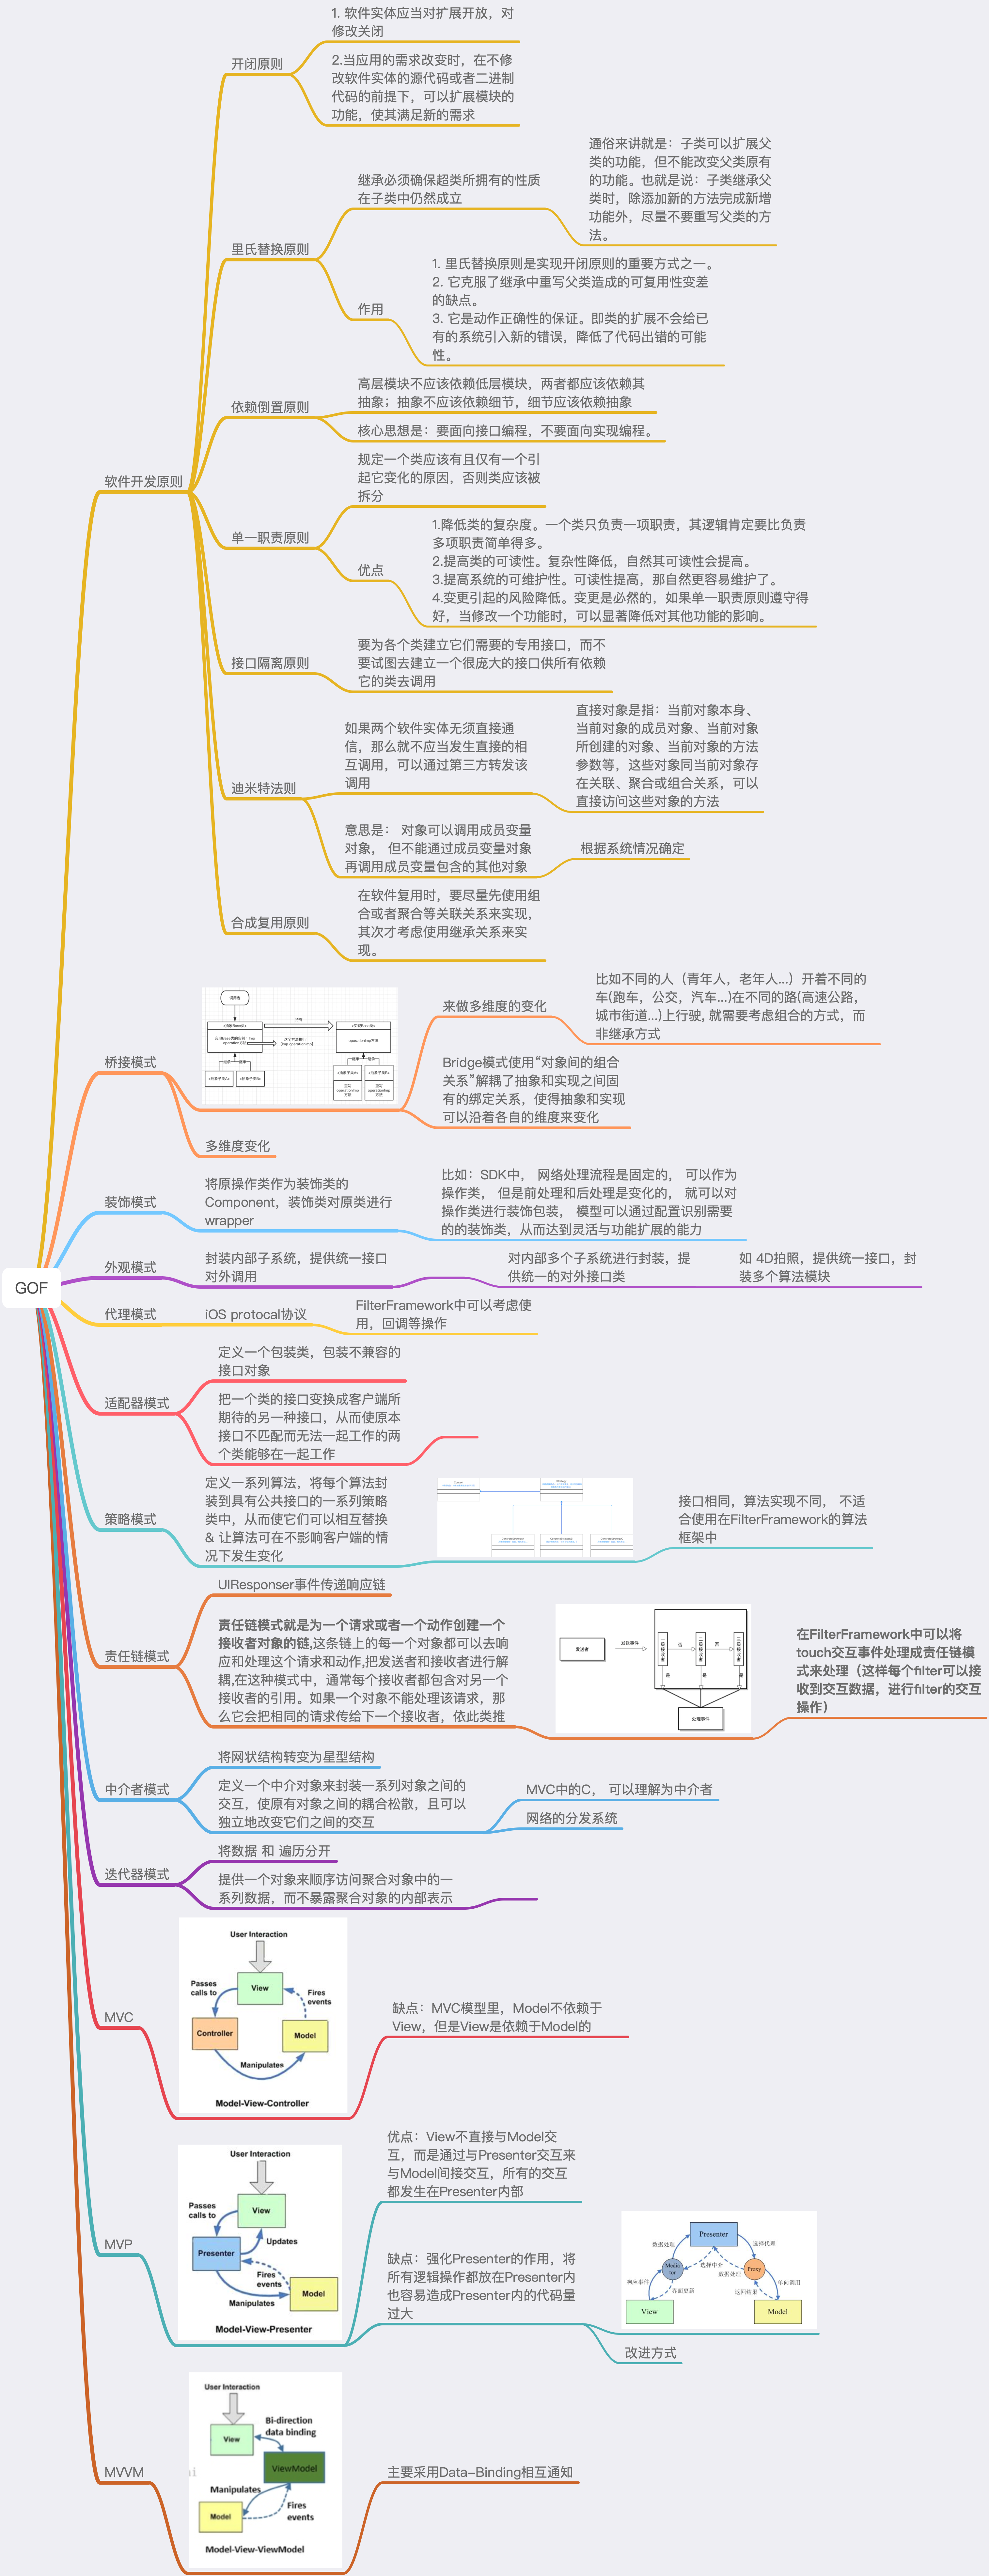 1. 软件实体应当对扩展开放，对
修改关闭
开闭原则
2.当应用的需求改变时，在不修
改软件实体的源代码或者二进制
代码的前提下，可以扩展模块的
功能，使其满足新的需求
通俗来讲就是：子类可以扩展父
类的功能，但不能改变父类原有
的功能。也就是说：子类继承父
类时，除添加新的方法完成新增
功能外，尽量不要重写父类的方
法。
继承必须确保超类所拥有的性质
在子类中仍然成立
里氏替换原则
1. 里氏替换原则是实现开闭原则的重要方式之一。
2. 它克服了继承中重写父类造成的可复用性变差
的缺点。
3. 它是动作正确性的保证。即类的扩展不会给已
有的系统引入新的错误，降低了代码出错的可能
性。
作用
高层模块不应该依赖低层模块，两者都应该依赖其
抽象；抽象不应该依赖细节，细节应该依赖抽象
依赖倒置原则
核心思想是：要面向接口编程，不要面向实现编程。
软件开发原则
规定一个类应该有且仅有一个引
起它变化的原因，否则类应该被
拆分
单一职责原则
1.降低类的复杂度。一个类只负责一项职责，其逻辑肯定要比负责
多项职责简单得多。
2.提高类的可读性。复杂性降低，自然其可读性会提高。
3.提高系统的可维护性。可读性提高，那自然更容易维护了。
4.变更引起的风险降低。变更是必然的，如果单一职责原则遵守得
好，当修改一个功能时，可以显著降低对其他功能的影响。
优点
接口隔离原则
要为各个类建立它们需要的专用接口，而不
要试图去建立一个很庞大的接口供所有依赖
它的类去调用
如果两个软件实体无须直接通
信，那么就不应当发生直接的相
互调用，可以通过第三方转发该
调用
直接对象是指：当前对象本身、
当前对象的成员对象、当前对象
所创建的对象、当前对象的方法
参数等，这些对象同当前对象存
在关联、聚合或组合关系，可以
直接访问这些对象的方法
迪米特法则
意思是： 对象可以调用成员变量
对象， 但不能通过成员变量对象
再调用成员变量包含的其他对象
根据系统情况确定
合成复用原则
在软件复用时，要尽量先使用组
合或者聚合等关联关系来实现，
其次才考虑使用继承关系来实
现。
桥接模式
来做多维度的变化
比如不同的人（青年人，老年人...）开着不同的
车(跑车，公交，汽车...)在不同的路(高速公路，
城市街道...)上行驶, 就需要考虑组合的方式，而
非继承方式
Bridge模式使用“对象间的组合
关系”解耦了抽象和实现之间固
有的绑定关系，使得抽象和实现
可以沿着各自的维度来变化
多维度变化
装饰模式
将原操作类作为装饰类的
Component，装饰类对原类进行
wrapper
比如：SDK中， 网络处理流程是固定的， 可以作为
操作类， 但是前处理和后处理是变化的， 就可以对
操作类进行装饰包装， 模型可以通过配置识别需要
的的装饰类，从而达到灵活与功能扩展的能力
外观模式
封装内部子系统，提供统一接口
对外调用
对内部多个子系统进行封装，提
供统一的对外接口类
如 4D拍照，提供统一接口，封
装多个算法模块
GOF
代理模式
iOS protocal协议
FilterFramework中可以考虑使
用，回调等操作
适配器模式
定义一个包装类，包装不兼容的
接口对象
把一个类的接口变换成客户端所
期待的另一种接口，从而使原本
接口不匹配而无法一起工作的两
个类能够在一起工作
策略模式
定义一系列算法，将每个算法封
装到具有公共接口的一系列策略
类中，从而使它们可以相互替换
& 让算法可在不影响客户端的情
况下发生变化
接口相同，算法实现不同， 不适
合使用在FilterFramework的算法
框架中
责任链模式
UIResponser事件传递响应链
责任链模式就是为一个请求或者一个动作创建一个
接收者对象的链,这条链上的每一个对象都可以去响
应和处理这个请求和动作,把发送者和接收者进行解
耦,在这种模式中，通常每个接收者都包含对另一个
接收者的引用。如果一个对象不能处理该请求，那
么它会把相同的请求传给下一个接收者，依此类推
发送者
发送事件
一级接收者
否
二级接收者
否
三级接收者
是
是
是
处理事件
在FilterFramework中可以将
touch交互事件处理成责任链模
式来处理（这样每个filter可以接
收到交互数据，进行filter的交互
操作）
中介者模式
将网状结构转变为星型结构
定义一个中介对象来封装一系列对象之间的
交互，使原有对象之间的耦合松散，且可以
独立地改变它们之间的交互
MVC中的C， 可以理解为中介者
网络的分发系统
迭代器模式
将数据 和 遍历分开
提供一个对象来顺序访问聚合对象中的一
系列数据，而不暴露聚合对象的内部表示
MVC
User Interaction
Passes
calls to
View
Fires
events
Controller
Model
Manipulates
Model-View-Controller
缺点：MVC模型里，Model不依赖于
View，但是View是依赖于Model的
MVP
User Interaction
Passes
calls to
View
Updates
Presenter
Fires
events
Manipulates
Model
Model-View-Presenter
优点：View不直接与Model交
互，而是通过与Presenter交互来
与Model间接交互，所有的交互
都发生在Presenter内部
缺点：强化Presenter的作用，将
所有逻辑操作都放在Presenter内
也容易造成Presenter内的代码量
过大
Presenter
数据处理
选择代理
Media
tor
选择中介
数据处理
Proxy
响应事件
界面更新
返回结果
单向调用
View
Model
改进方式
MVVM
User Interaction
View
Bi-direction
data binding
ViewModel
Manipulates
Model
Fires
events
Model-View-ViewModel
主要采用Data-Binding相互通知